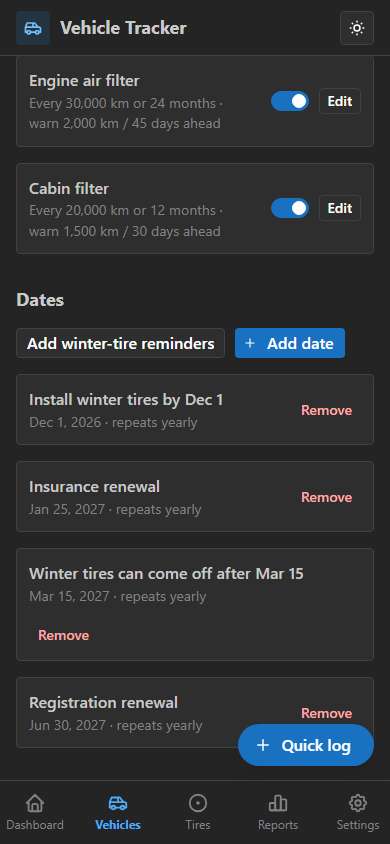 Vehicle Tracker
Engine air filter
Every 30,000 km or 24 months ·
warn 2,000 km / 45 days ahead
Edit
Cabin filter
Every 20,000 km or 12 months ·
warn 1,500 km / 30 days ahead
Edit
Dates
Add winter-tire reminders
+ Add date
Install winter tires by Dec 1
Dec 1, 2026 · repeats yearly
Remove
Insurance renewal
Jan 25, 2027 · repeats yearly
Remove
Winter tires can come off after Mar 15
Mar 15, 2027 · repeats yearly
Remove
Registration renewal
Jun 30, 2027 · repeats yearly
Remove
+ Quick log
Dashboard
Vehicles
Tires
Reports
Settings